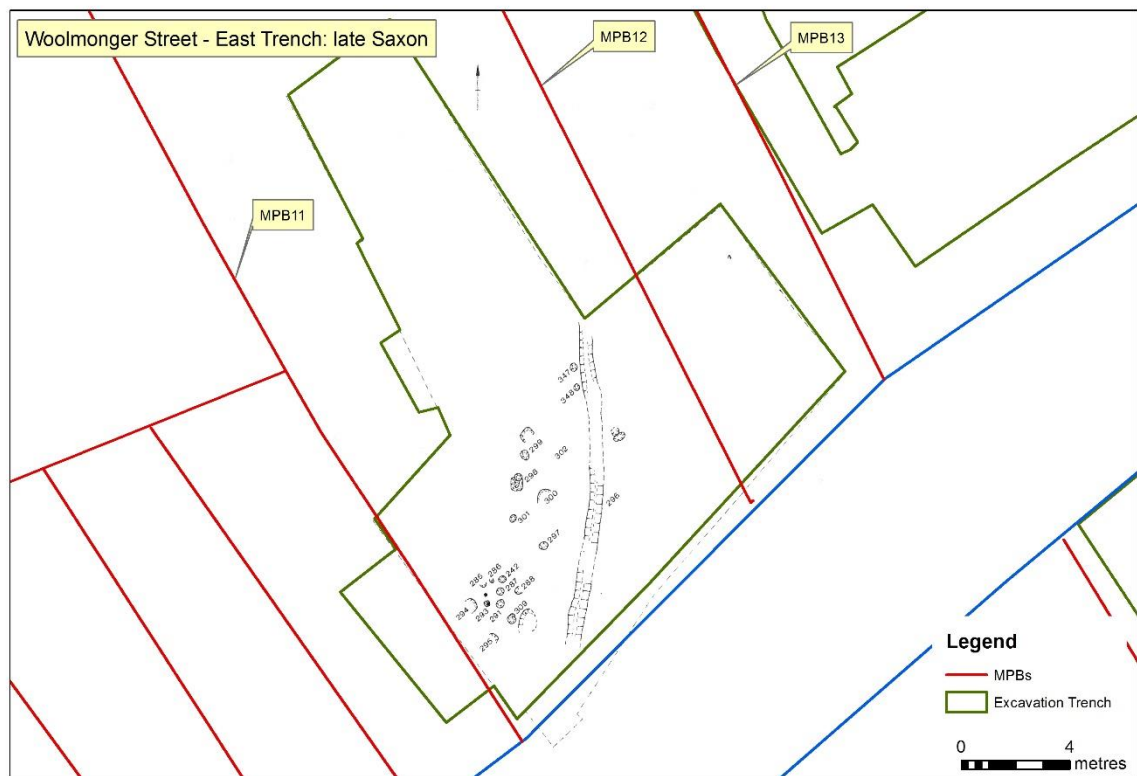 Woolmonger Street - East Trench: late Saxon
MPB12
MPB13
MPB11
347
348
299
302
298
300
296
301
297
286
286
242
287
288
294
293
291
309
295
Legend
MPBs
Excavation Trench
0 4
metres